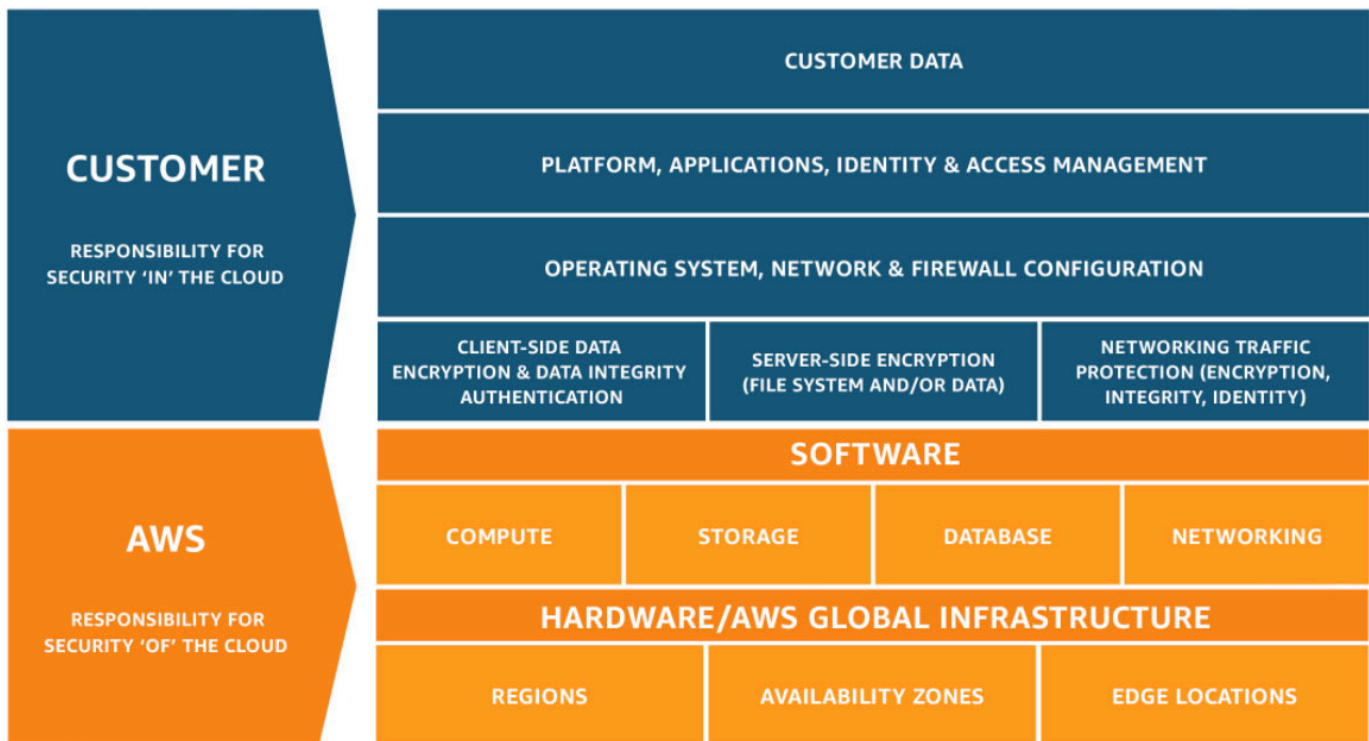 CUSTOMER
RESPONSIBILITY FOR
SECURITY ‘IN’ THE CLOUD
CUSTOMER DATA
PLATFORM, APPLICATIONS, IDENTITY & ACCESS MANAGEMENT
OPERATING SYSTEM, NETWORK & FIREWALL CONFIGURATION
CLIENT-SIDE DATA
ENCRYPTION & DATA INTEGRITY
AUTHENTICATION
SERVER-SIDE ENCRYPTION
(FILE SYSTEM AND/OR DATA)
NETWORKING TRAFFIC
PROTECTION (ENCRYPTION,
INTEGRITY, IDENTITY)
AWS
RESPONSIBILITY FOR
SECURITY ‘OF’ THE CLOUD
SOFTWARE
COMPUTE
STORAGE
DATABASE
NETWORKING
HARDWARE/AWS GLOBAL INFRASTRUCTURE
REGIONS
AVAILABILITY ZONES
EDGE LOCATIONS